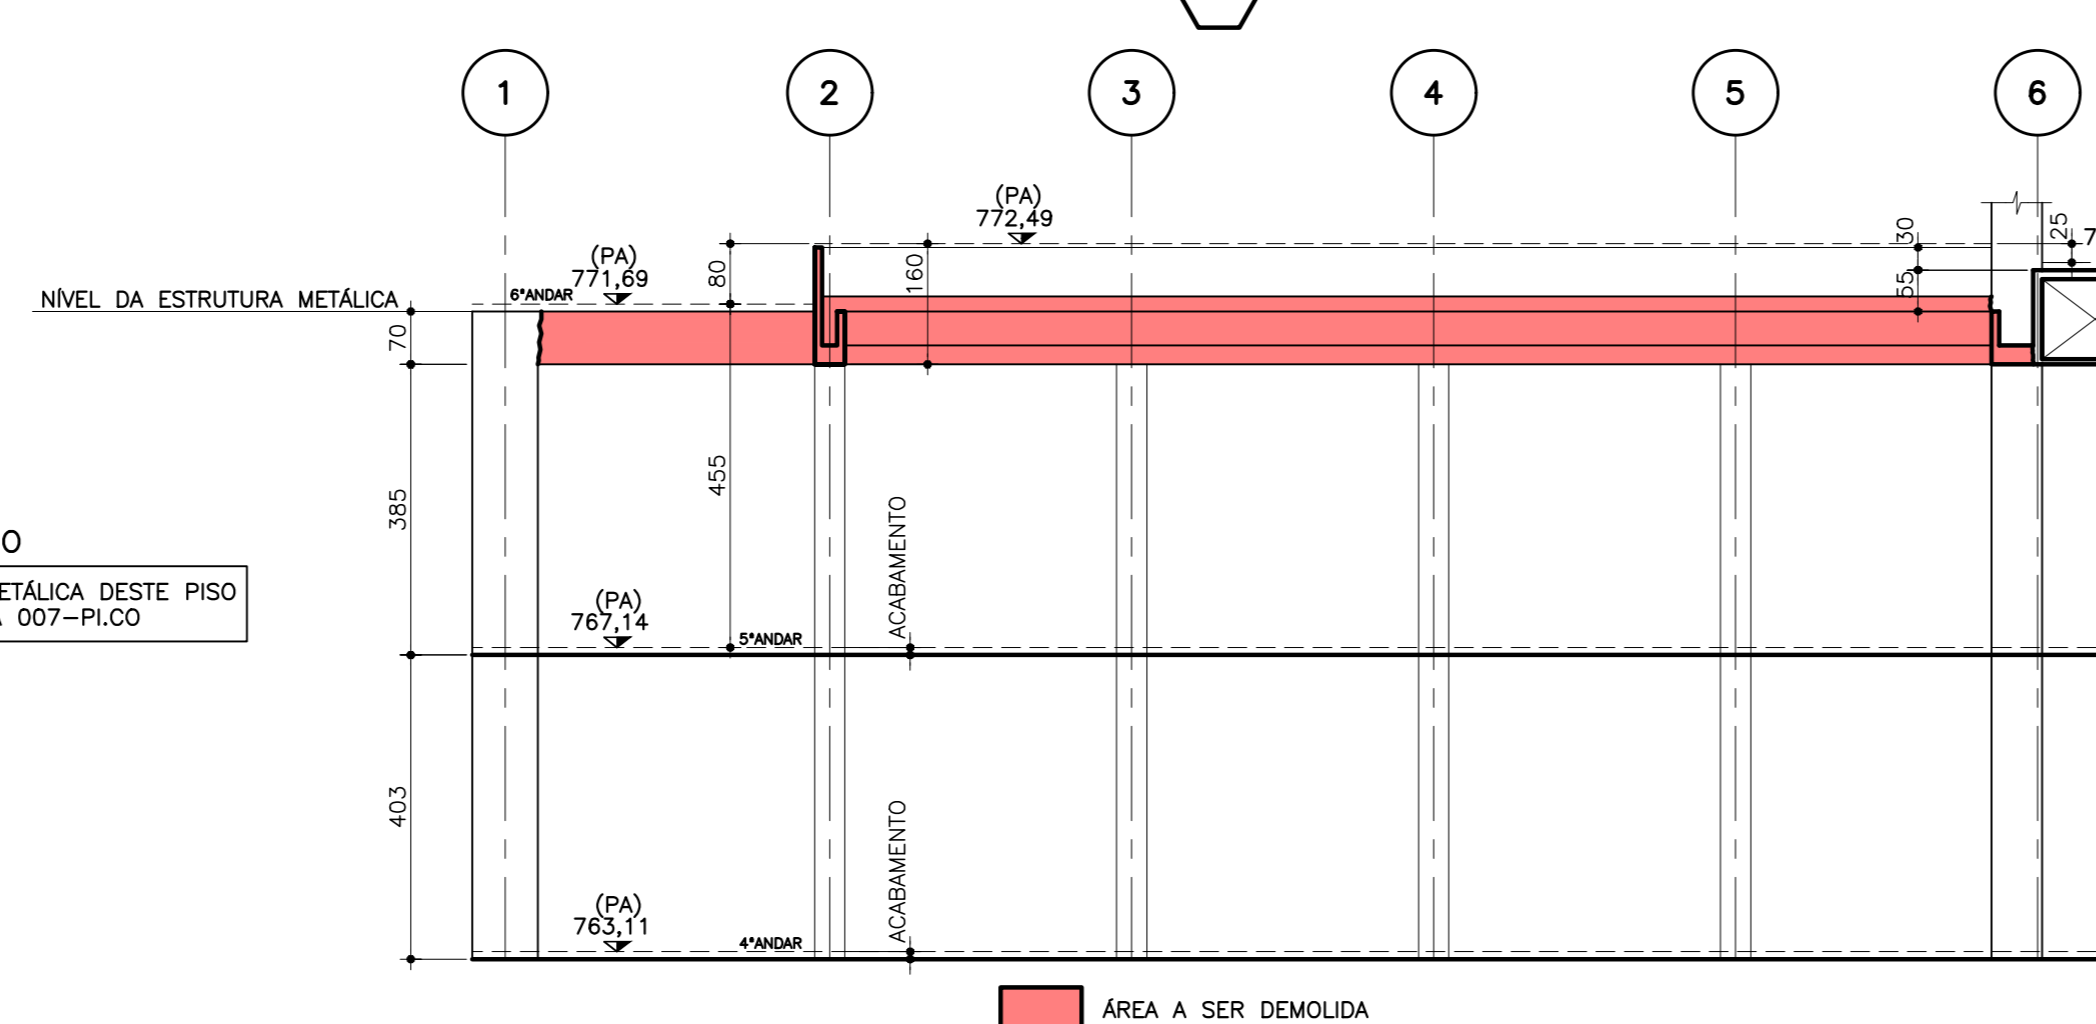 1
2
3
4
5
6
(PA)
772,49
(PA)
771,69
NÍVEL DA ESTRUTURA METÁLICA
6ºANDAR
80
160
30
55
25
7
70
455
385
ACABAMENTO
O
ETÁLICA DESTE PISO
007-PI.CO
(PA)
767,14
5ºANDAR
403
ACABAMENTO
(PA)
763,11
4ºANDAR
ÁREA A SER DEMOLIDA